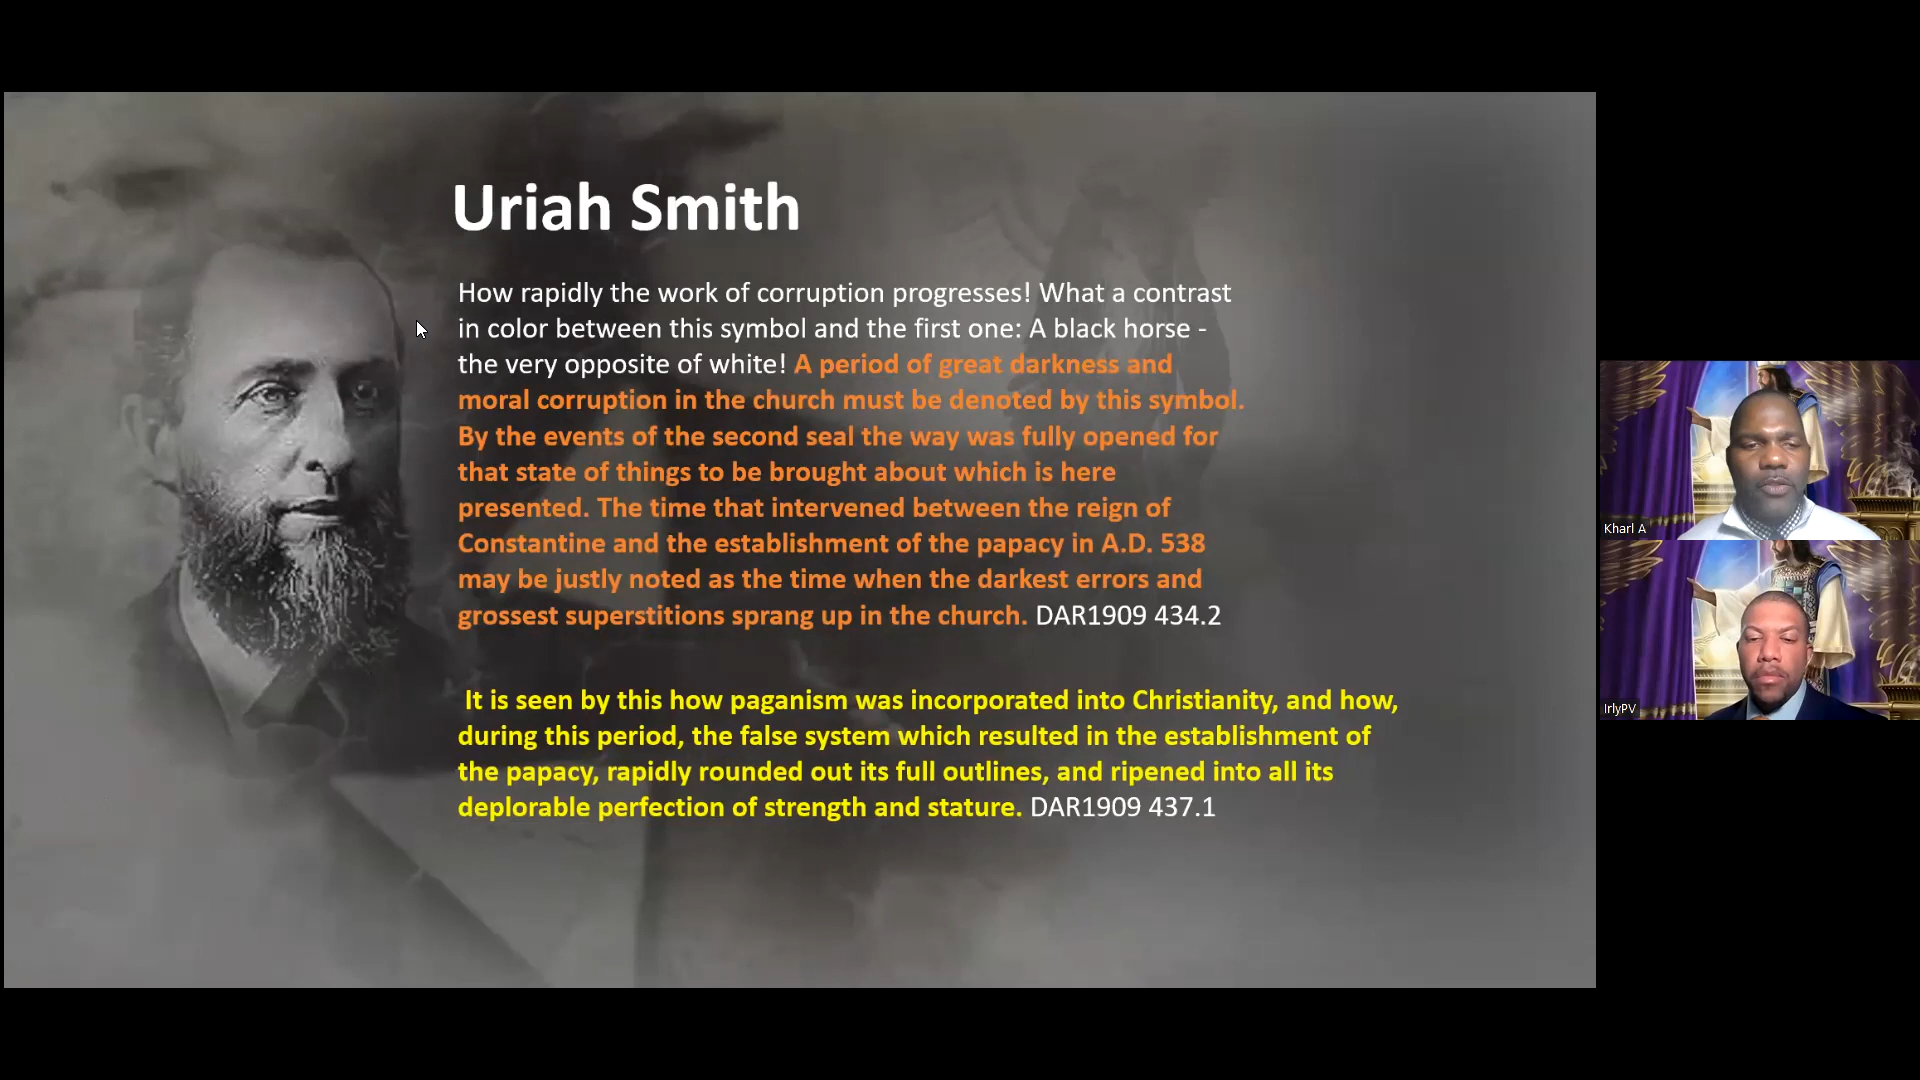 Uriah Smith
How rapidly the work of corruption progresses! What a contrast
in color between this symbol and the first one: A black horse -
the very opposite of white! A period of great darkness and
moral corruption in the church must be denoted by this symbol.
By the events of the second seal the way was fully opened for
that state of things to be brought about which is here
presented. The time that intervened between the reign of
Constantine and the establishment of the papacy in A.D. 538
may be justly noted as the time when the darkest errors and
grossest superstitions sprang up in the church. DAR1909 434.2
It is seen by this how paganism was incorporated into Christianity, and how,
during this period, the false system which resulted in the establishment of
the papacy, rapidly rounded out its full outlines, and ripened into all its
deplorable perfection of strength and stature. DAR1909 437.1
Kharl A
IrlyPV